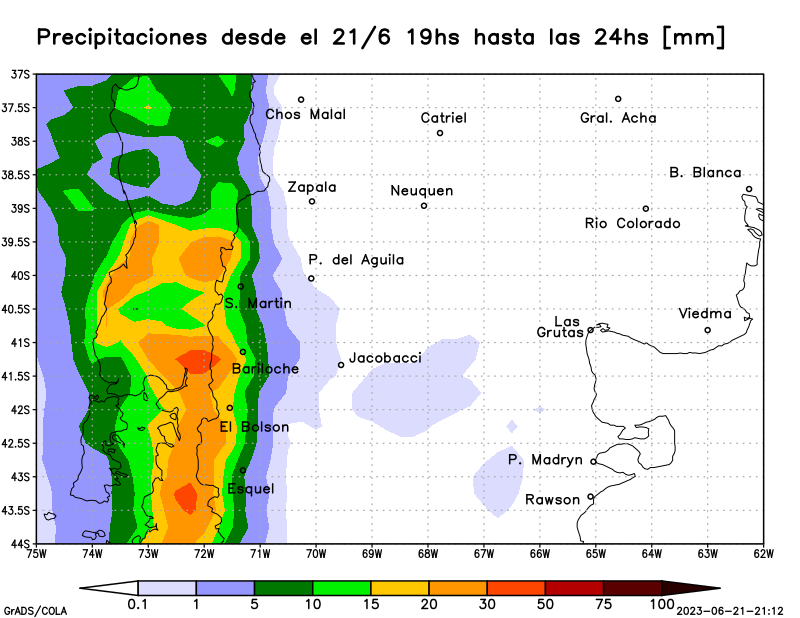 Precipitaciones desde el 21/6 19hs hasta las 24hs [mm]
37S
37.5S
38S
38.5S
39S
39.5S
40S
40.5S
41S
41.5S
42S
42.5S
43S
43.5S
44S
Chos Malal
Catriel
Gral. Acha
B. Blanca
Zapala
Neuquen
Rio Colorado
P. del Aguila
S. Martin
Las
Grutas
Viedma
Jacobacci
Bariloche
El Bolson
P. Madryn
Esquel
Rawson
75W 74W 73W 72W 71W 70W 69W 68W 67W 66W 65W 64W 63W 62W
0.1 1 5 10 15 20 30 50 75 100
GrADS/COLA
2023-06-21-21:12